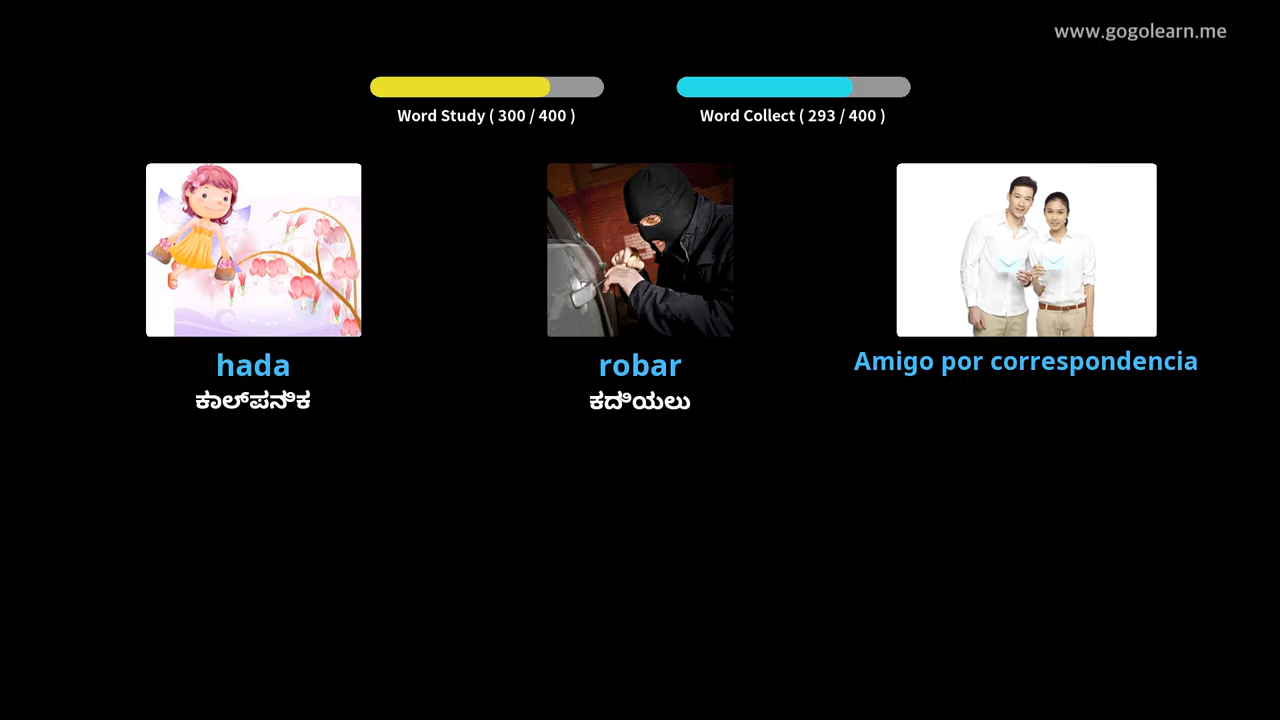 www.gogolearn.me
Word Study ( 300 / 400 )
Word Collect ( 293 / 400 )
hada
ಕಾಲ್ಪನಿಕ
robar
ಕದಿಯಲು
Amigo por correspondencia